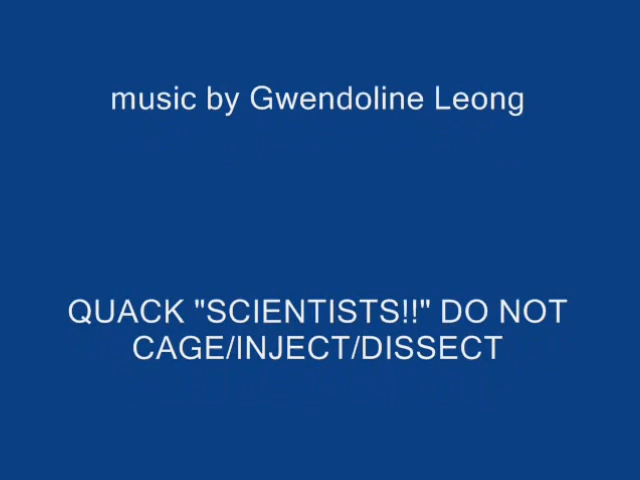 music by Gwendoline Leong
QUACK "SCIENTISTS!!" DO NOT
CAGE/INJECT/DISSECT